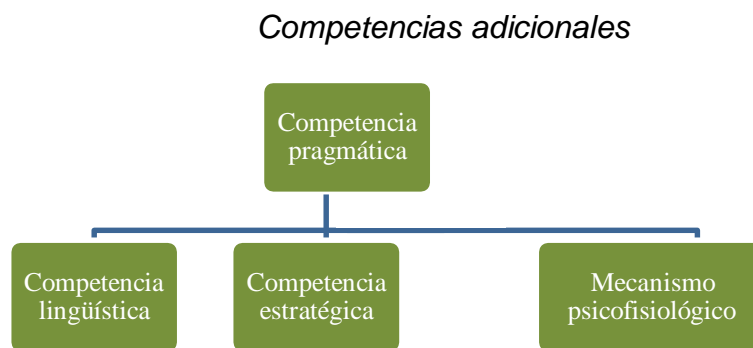 Competencias adicionales
Competencia
pragmática
Competencia
lingüística
Competencia
estratégica
Mecanismo
psicofisiológico